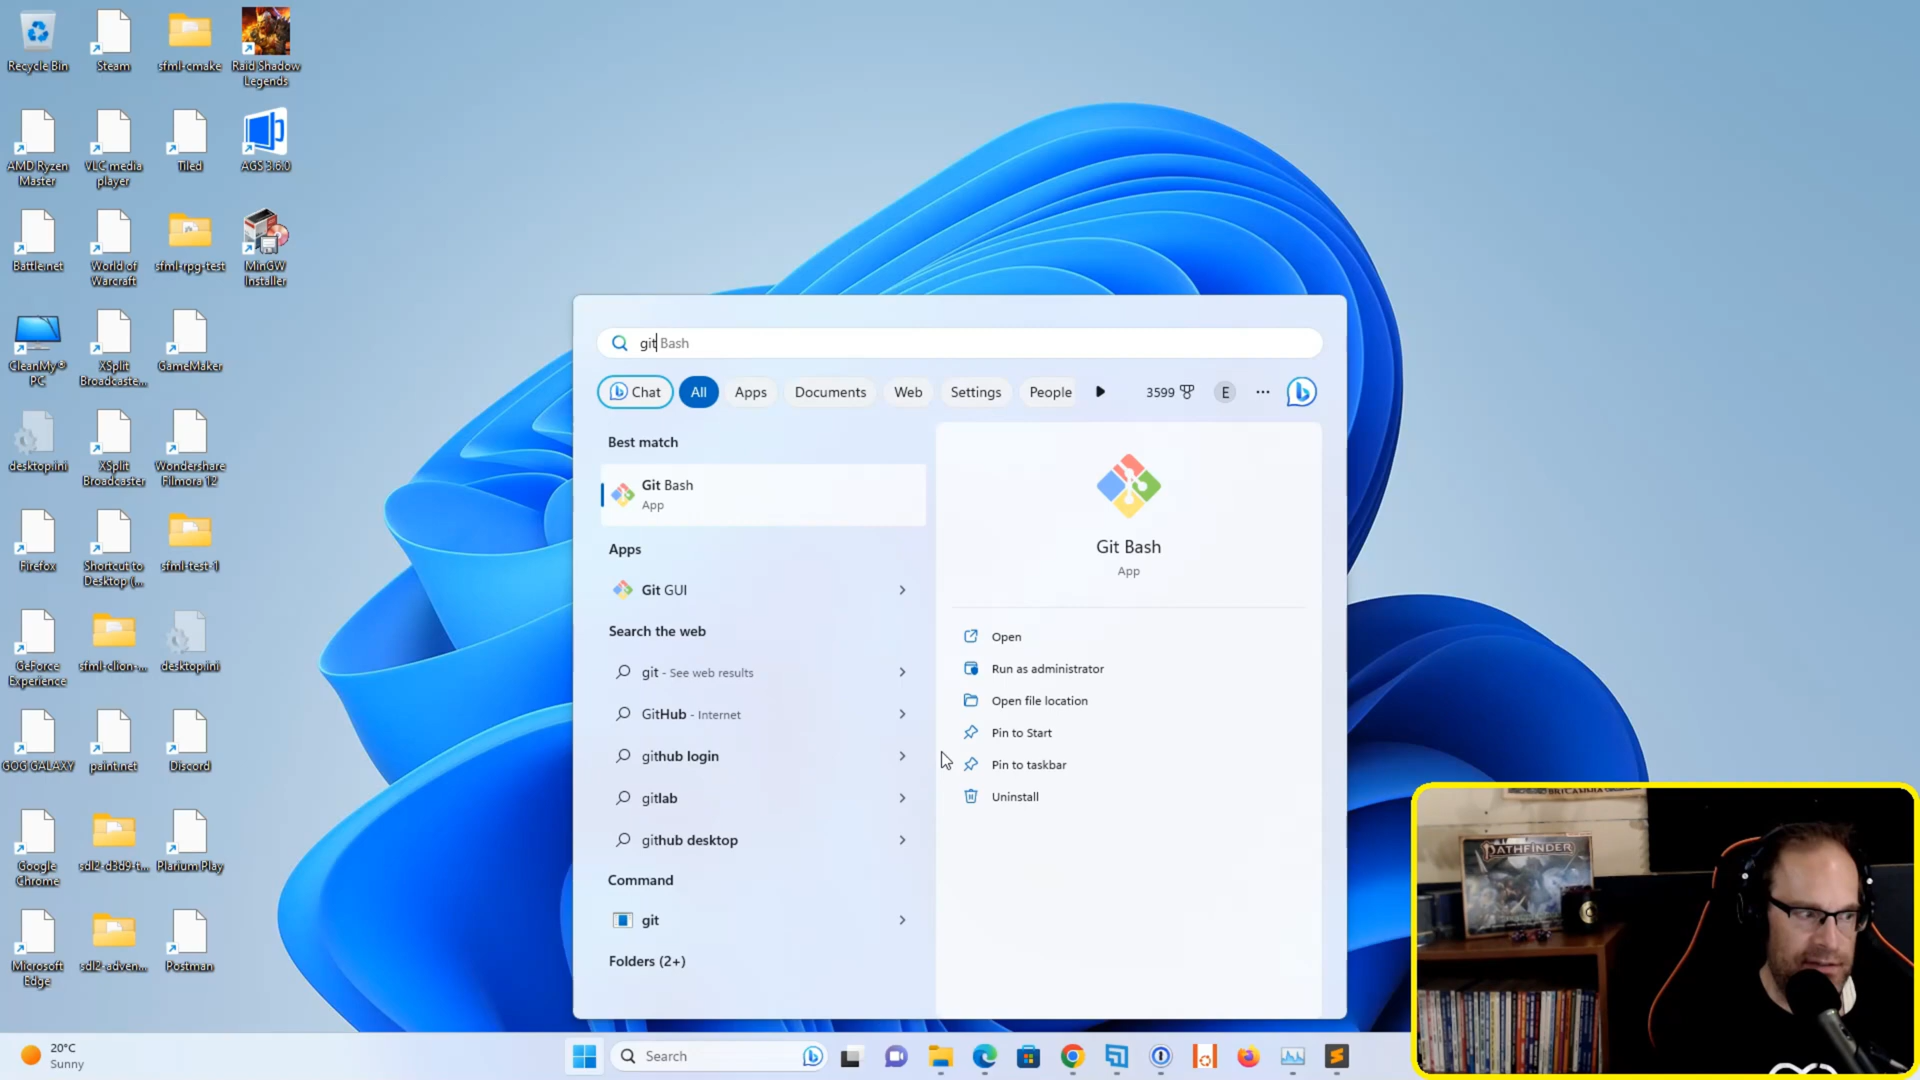 Recycle Bin
Steam
sfml-cmake
Raid Shadow
Legends
AMD Ryzen
Master
VLC media
player
Tiled
AGS 3.6.0
Battle.net
World of
Warcraft
sfml-rpg-test
MinGW
Installer
CleanMy®
PC
XSplit
Broadcaste...
GameMaker
desktop.ini
XSplit
Broadcaster
Wondershare
Filmora 12
Firefox
Shortcut to
Desktop (...
sfml-test-1
GeForce
Experience
sfml-clion-...
desktop.ini
GOG GALAXY
paint.net
Discord
Google
Chrome
sdl2-d3d9-t...
Plarium Play
Microsoft
Edge
sdl2-adven...
Postman
git Bash
Chat
All
Apps
Documents
Web
Settings
People
3599
E
Best match
Git Bash
App
Apps
Git GUI
Search the web
git - See web results
GitHub - Internet
github login
gitlab
github desktop
Command
git
Folders (2+)
Git Bash
App
Open
Run as administrator
Open file location
Pin to Start
Pin to taskbar
Uninstall
PATHFINDER
20°C
Sunny
Search